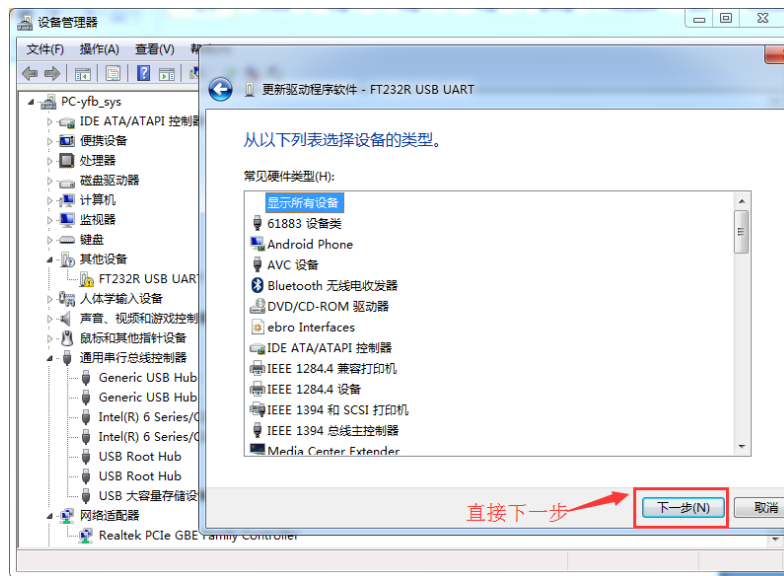 设备管理器
文件(F) 操作(A) 查看(V)
PC-yfb_sys
IDE ATA/ATAPI 控制
便携设备
处理器
磁盘驱动器
计算机
监视器
键盘
其他设备
FT232R USB UAR
人体学输入设备
声音、视频和游戏控制
鼠标和其他指针设备
通用串行总线控制器
Generic USB Hub
Generic USB Hub
Intel(R) 6 Series/
Intel(R) 6 Series/
USB Root Hub
USB Root Hub
USB 大容量存储设
网络适配器
Realtek PCIe GBE Family Controller
更新驱动程序软件 - FT232R USB UART
从以下列表选择设备的类型。
常见硬件类型(H):
显示所有设备
61883 设备类
Android Phone
AVC 设备
Bluetooth 无线电收发器
DVD/CD-ROM 驱动器
ebro Interfaces
IDE ATA/ATAPI 控制器
IEEE 1284.4 兼容打印机
IEEE 1284.4 设备
IEEE 1394 和 SCSI 打印机
IEEE 1394 总线主控制器
Media Center Extender
直接下一步
下一步(N) 取消